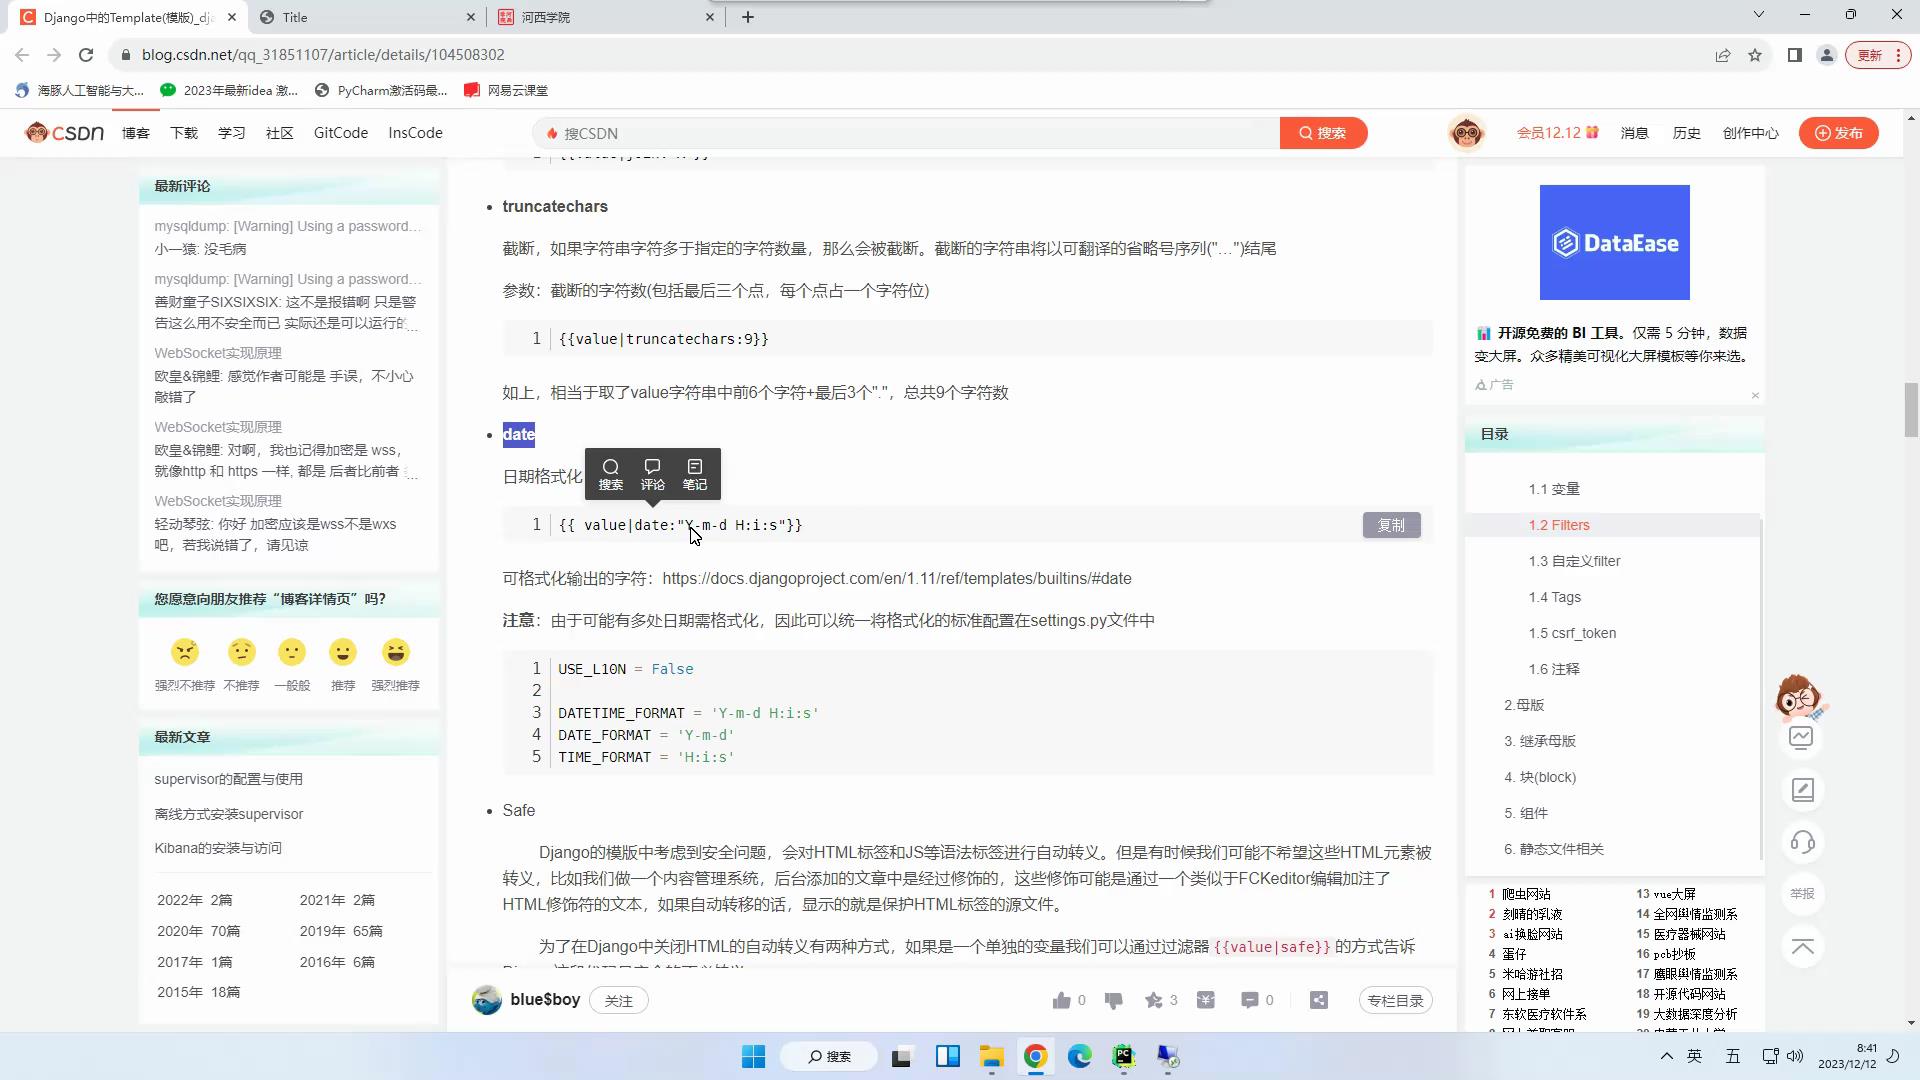 Django中的Template(模版)_dj
Title
河西学院
blog.csdn.net/qq_31851107/article/details/104508302
更新
海豚人工智能与大...
2023年最新idea 激...
PyCharm激活码最...
网易云课堂
CSDN
博客
下载
学习
社区
GitCode
InsCode
搜CSDN
搜索
会员12.12
消息
历史
创作中心
发布
最新评论
mysqldump: [Warning] Using a password...
小一猿: 没毛病
mysqldump: [Warning] Using a password...
善财童子SIXSIXSIX: 这不是报错啊 只是警
告这么用不安全而已 实际还是可以运行的...
WebSocket实现原理
欧皇&锦鲤: 感觉作者可能是 手误，不小心
敲错了
WebSocket实现原理
欧皇&锦鲤: 对啊，我也记得加密是 wss，
就像http 和 https 一样, 都是 后者比前者 ...
WebSocket实现原理
轻动琴弦: 你好 加密应该是wss不是wxs
吧，若我说错了，请见谅
您愿意向朋友推荐“博客详情页”吗？
强烈不推荐
不推荐
一般般
推荐
强烈推荐
最新文章
supervisor的配置与使用
离线方式安装supervisor
Kibana的安装与访问
2022年 2篇
2021年 2篇
2020年 70篇
2019年 65篇
2017年 1篇
2016年 6篇
2015年 18篇
truncatechars
截断，如果字符串字符多于指定的字符数量，那么会被截断。截断的字符串将以可翻译的省略号序列("…")结尾
参数：截断的字符数(包括最后三个点，每个点占一个字符位)
1 {{value|truncatechars:9}}
如上，相当于取了value字符串中前6个字符+最后3个"."，总共9个字符数
date
日期格式化
搜索
评论
笔记
1 {{ value|date:"Y-m-d H:i:s"}}
复制
可格式化输出的字符：https://docs.djangoproject.com/en/1.11/ref/templates/builtins/#date
注意：由于可能有多处日期需格式化，因此可以统一将格式化的标准配置在settings.py文件中
1 USE_L10N = False
2
3 DATETIME_FORMAT = 'Y-m-d H:i:s'
4 DATE_FORMAT = 'Y-m-d'
5 TIME_FORMAT = 'H:i:s'
Safe
Django的模版中考虑到安全问题，会对HTML标签和JS等语法标签进行自动转义。但是有时候我们可能不希望这些HTML元素被
转义，比如我们做一个内容管理系统，后台添加的文章中是经过修饰的，这些修饰可能是通过一个类似于FCKeditor编辑加注了
HTML修饰符的文本，如果自动转移的话，显示的就是保护HTML标签的源文件。
为了在Django中关闭HTML的自动转义有两种方式，如果是一个单独的变量我们可以通过过滤器 {{value|safe}} 的方式告诉
blue$boy
关注
0
3
0
专栏目录
DataEase
开源免费的 BI 工具。仅需 5 分钟，数据
变大屏。众多精美可视化大屏模板等你来选。
广告
目录
1.1 变量
1.2 Filters
1.3 自定义filter
1.4 Tags
1.5 csrf_token
1.6 注释
2.母版
3. 继承母版
4. 块(block)
5. 组件
6. 静态文件相关
1 爬虫网站
13 vue大屏
2 刻晴的乳液
14 全网舆情监测系
3 ai换脸网站
15 医疗器械网站
4 蛋仔
16 pcb抄板
5 米哈游社招
17 鹰眼舆情监测系
6 网上接单
18 开源代码网站
7 东软医疗软件系
19 大数据深度分析
举报
搜索
英
五
8:41
2023/12/12